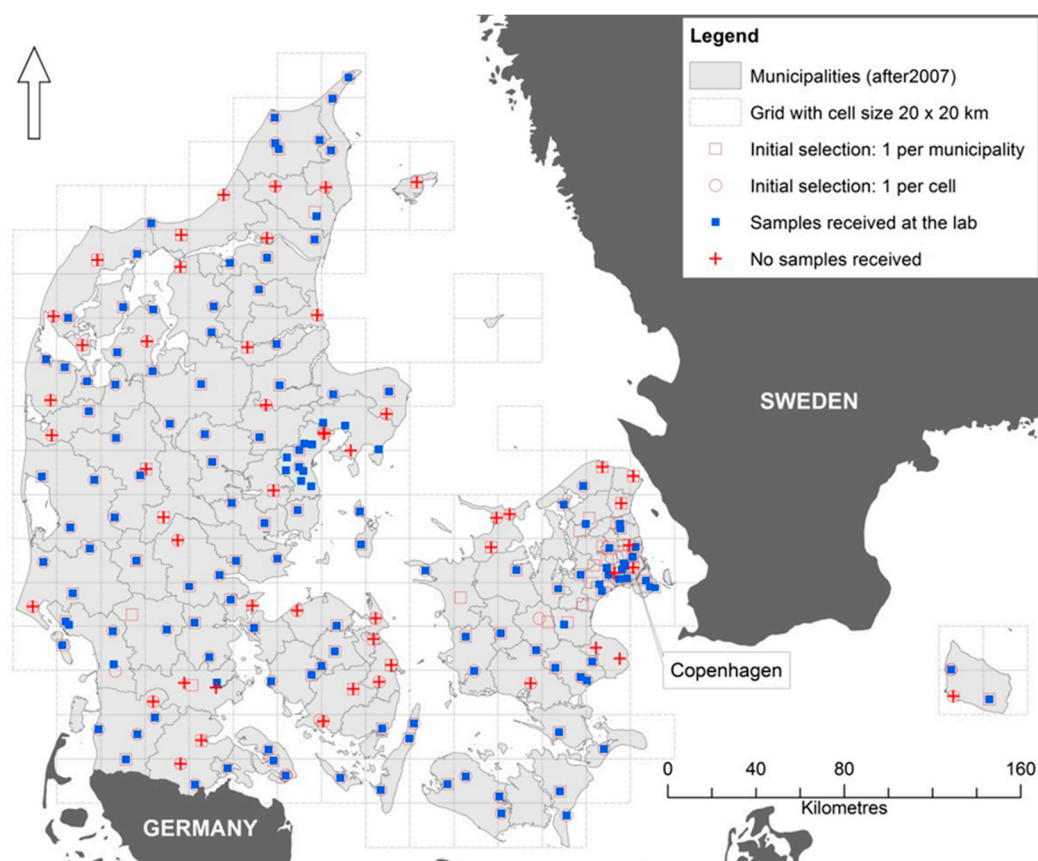 Legend
Municipalities (after2007)
Grid with cell size 20 x 20 km
Initial selection: 1 per municipality
Initial selection: 1 per cell
Samples received at the lab
No samples received
SWEDEN
Copenhagen
0 40 80 160
Kilometres
GERMANY